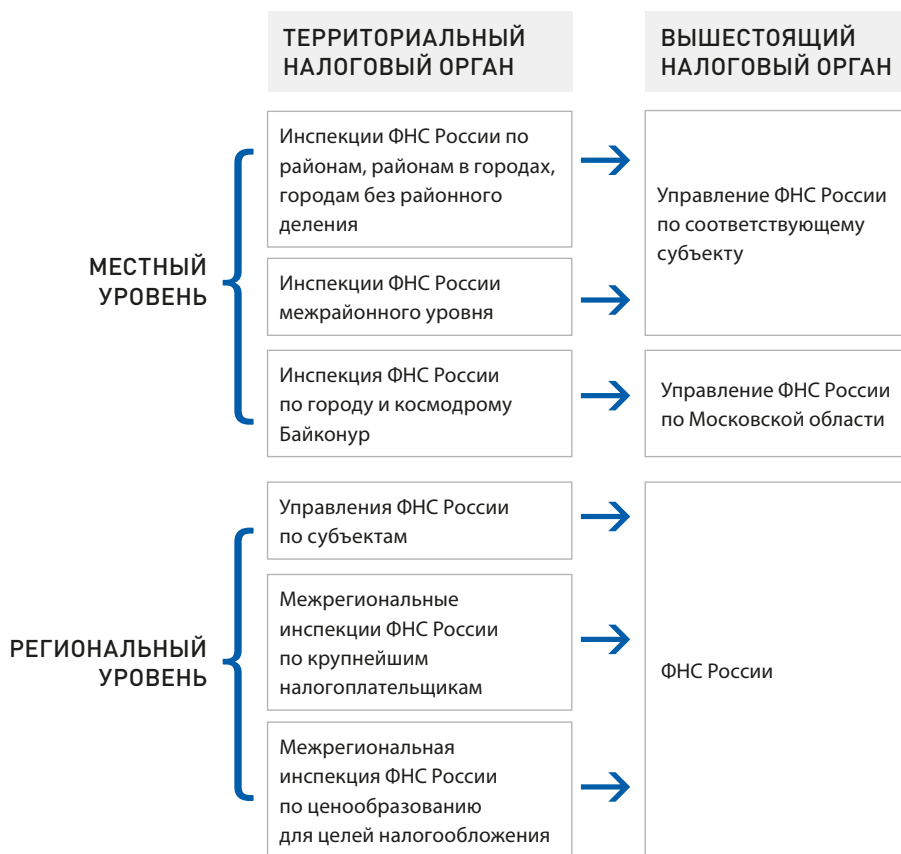 ТЕРРИТОРИАЛЬНЫЙ
НАЛОГОВЫЙ ОРГАН
ВЫШЕСТОЯЩИЙ
НАЛОГОВЫЙ ОРГАН
МЕСТНЫЙ
УРОВЕНЬ
Инспекции ФНС России по
районам, районам в городах,
городам без районного
деления
Инспекции ФНС России
межрайонного уровня
Управление ФНС России
по соответствующему
субъекту
Инспекция ФНС России
по городу и космодрому
Байконур
Управление ФНС России
по Московской области
РЕГИОНАЛЬНЫЙ
УРОВЕНЬ
Управления ФНС России
по субъектам
Межрегиональные
инспекции ФНС России
по крупнейшим
налогоплательщикам
Межрегиональная
инспекция ФНС России
по ценообразованию
для целей налогообложения
ФНС России